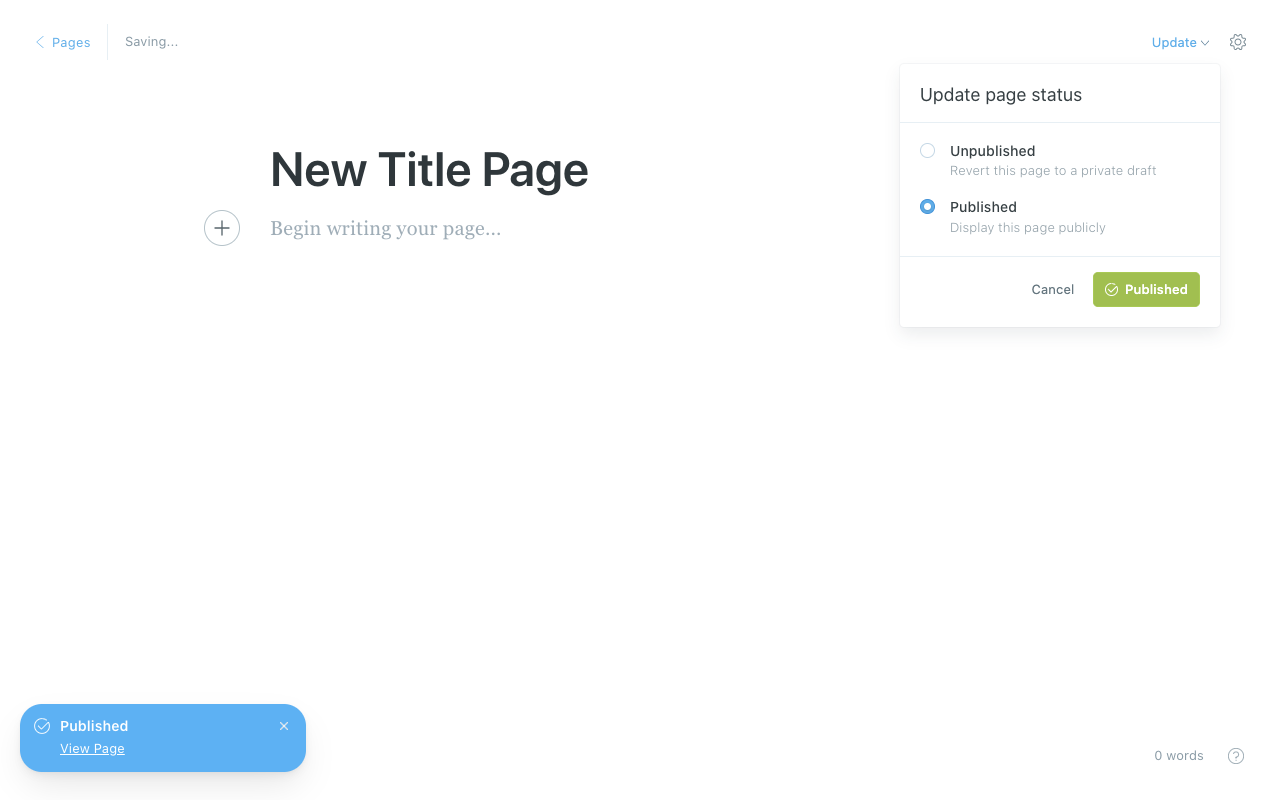 Pages
Saving...
Update
Update page status
Unpublished
Revert this page to a private draft
Published
Display this page publicly
Cancel
Published
New Title Page
Begin writing your page...
Published
View Page
0 words